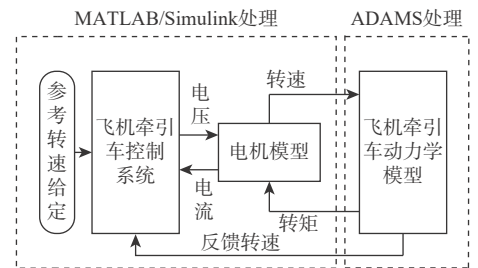 MATLAB/Simulink处理
ADAMS处理
参考转速给定
飞机牵引
车控制
系统
电压
电流
电机模型
转速
转矩
飞机牵引
车动力学
模型
反馈转速